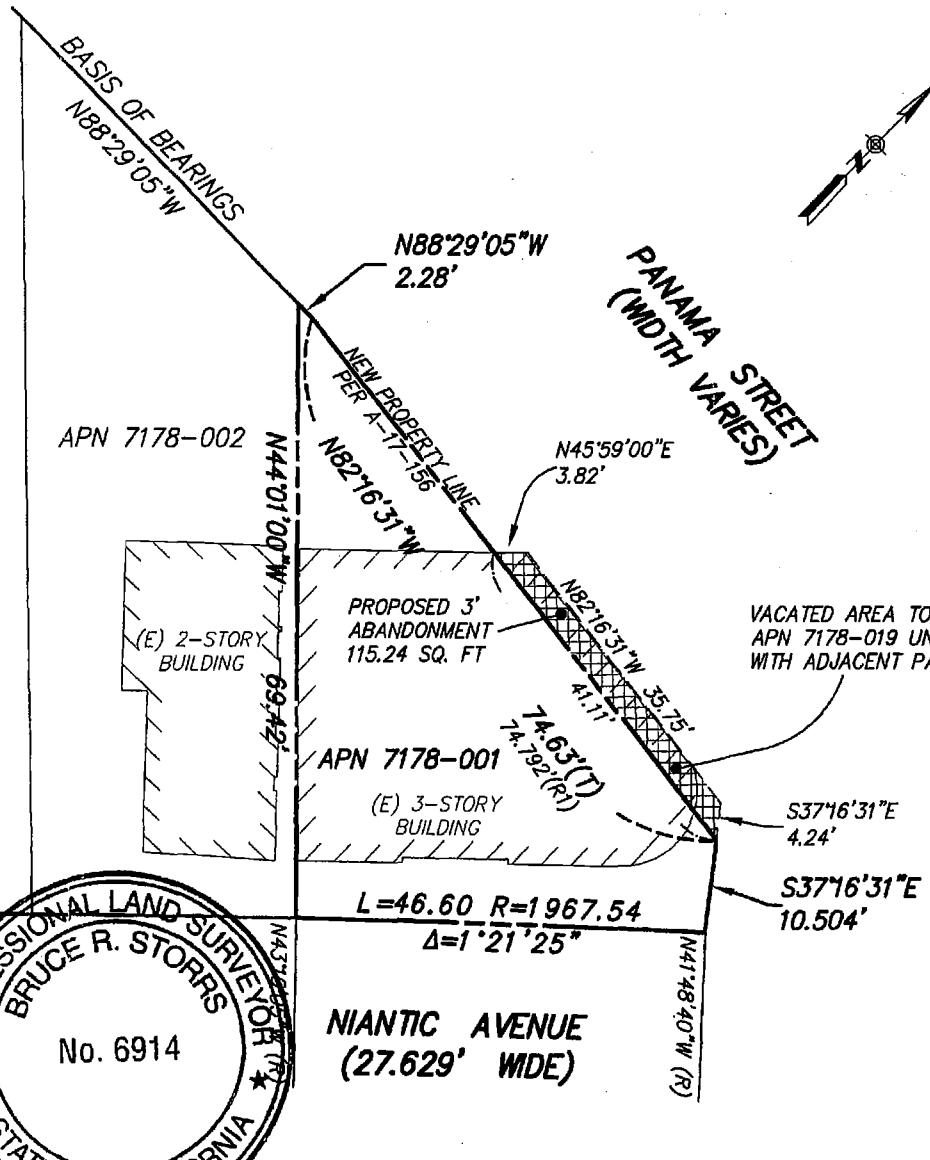 BASIS OF BEARINGS
N88°29'05"W
N88°29'05"W
2.28'
N
PANAMA STREET
(WIDTH VARIES)
NEW PROPERTY LINE
PER A-17-156
APN 7178-002
N44°01'00"W 69.42'
N82°16'31"W
N45°59'00"E
3.82'
(E) 2-STORY
BUILDING
PROPOSED 3'
ABANDONMENT
115.24 SQ. FT
N82°16'31"W 35.75'
41.11'
VACATED AREA TO
APN 7178-019 UN
WITH ADJACENT PA
74.63'(T)
74.792'(R1)
APN 7178-001
(E) 3-STORY
BUILDING
S37°16'31"E
4.24'
S37°16'31"E
10.504'
L=46.60 R=1967.54
Δ=1°21'25"
(R)
N41°48'40"W (R)
NIANTIC AVENUE
(27.629' WIDE)
LAND SURVEYOR
BRUCE R. STORRS
No. 6914